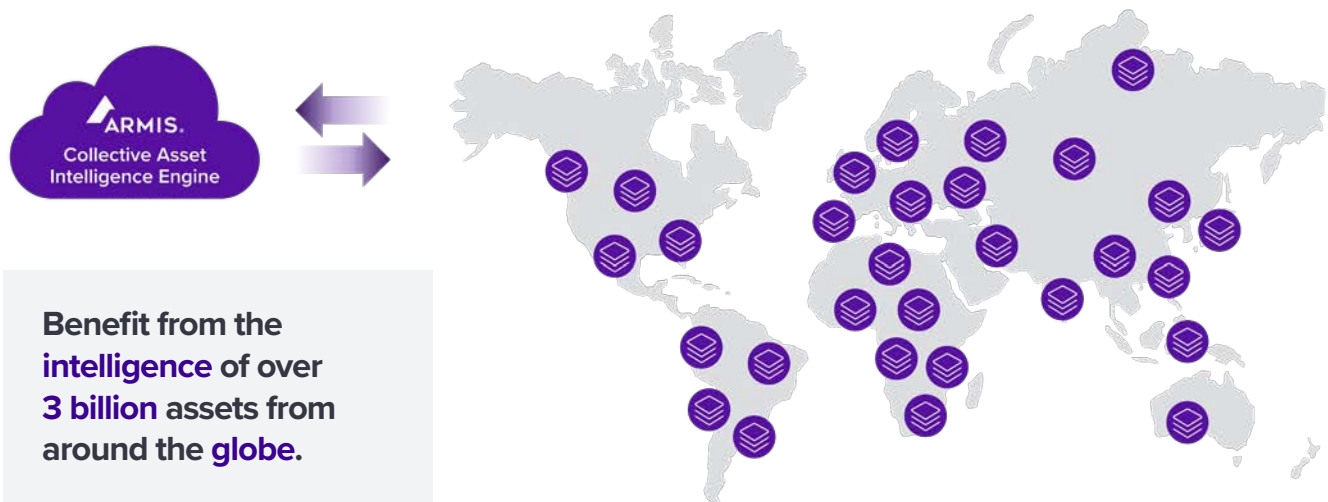 ARMIS.
Collective Asset
Intelligence Engine
Benefit from the
intelligence of over
3 billion assets from
around the globe.